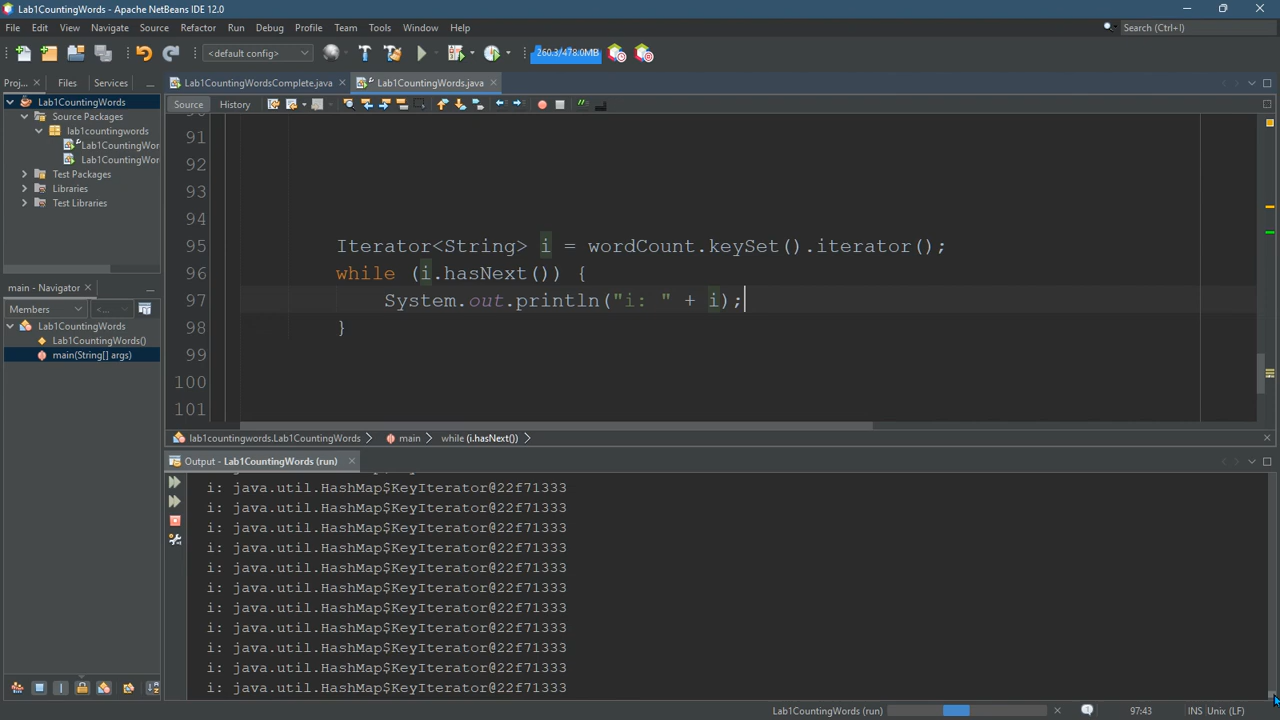 Lab1CountingWords - Apache NetBeans IDE 12.0
File Edit View Navigate Source Refactor Run Debug Profile Team Tools Window Help
Search (Ctrl+I)
<default config>
260.3/478.0MB
Proj... Files Services
Lab1CountingWordsComplete.java
Lab1CountingWords.java
Lab1CountingWords
Source Packages
lab1countingwords
Lab1CountingWor
Lab1CountingWor
Test Packages
Libraries
Test Libraries
Source History
90
91
92
93
94
95 Iterator<String> i = wordCount.keySet().iterator();
96 while (i.hasNext()) {
97 System.out.println("i: " + i);
98 }
99
100
101
main - Navigator
Members <...
Lab1CountingWords
Lab1CountingWords()
main(String[] args)
lab1countingwords.Lab1CountingWords main while (i.hasNext())
Output - Lab1CountingWords (run)
i: java.util.HashMap$KeyIterator@22f71333
i: java.util.HashMap$KeyIterator@22f71333
i: java.util.HashMap$KeyIterator@22f71333
i: java.util.HashMap$KeyIterator@22f71333
i: java.util.HashMap$KeyIterator@22f71333
i: java.util.HashMap$KeyIterator@22f71333
i: java.util.HashMap$KeyIterator@22f71333
i: java.util.HashMap$KeyIterator@22f71333
i: java.util.HashMap$KeyIterator@22f71333
i: java.util.HashMap$KeyIterator@22f71333
i: java.util.HashMap$KeyIterator@22f71333
Lab1CountingWords (run)
97:43 INS Unix (LF)